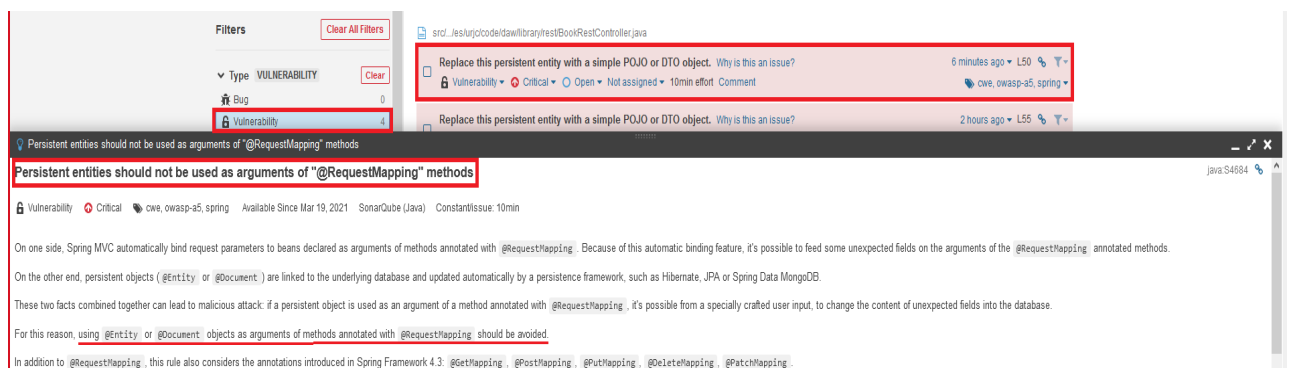 Filters
Clear All Filters
Type VULNERABILITY
Clear
Bug 0
Vulnerability 4
src/.../es/urjc/code/daw/library/rest/BookRestController.java
Replace this persistent entity with a simple POJO or DTO object. Why is this an issue? 6 minutes ago L50
Vulnerability Critical Open Not assigned 10min effort Comment cwe, owasp-a5, spring
Replace this persistent entity with a simple POJO or DTO object. Why is this an issue? 2 hours ago L55
Persistent entities should not be used as arguments of "@RequestMapping" methods
Persistent entities should not be used as arguments of "@RequestMapping" methods java:S4684
Vulnerability Critical cwe, owasp-a5, spring Available Since Mar 19, 2021 SonarQube (Java) Constant/issue: 10min
On one side, Spring MVC automatically bind request parameters to beans declared as arguments of methods annotated with @RequestMapping . Because of this automatic binding feature, it's possible to feed some unexpected fields on the arguments of the @RequestMapping annotated methods.
On the other end, persistent objects ( @Entity or @Document ) are linked to the underlying database and updated automatically by a persistence framework, such as Hibernate, JPA or Spring Data MongoDB.
These two facts combined together can lead to malicious attack: if a persistent object is used as an argument of a method annotated with @RequestMapping , it's possible from a specially crafted user input, to change the content of unexpected fields into the database.
For this reason, using @Entity or @Document objects as arguments of methods annotated with @RequestMapping should be avoided.
In addition to @RequestMapping , this rule also considers the annotations introduced in Spring Framework 4.3: @GetMapping , @PostMapping , @PutMapping , @DeleteMapping , @PatchMapping .